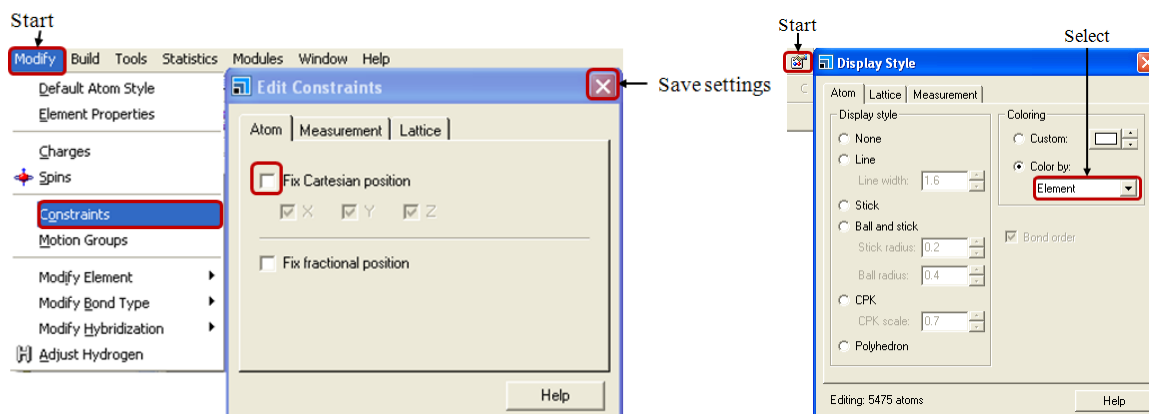 Start
Modify Build Tools Statistics Modules Window Help
Default Atom Style
Element Properties
Charges
Spins
Constraints
Motion Groups
Modify Element
Modify Bond Type
Modify Hybridization
Adjust Hydrogen
Edit Constraints
Save settings
Atom Measurement Lattice
Fix Cartesian position
X Y Z
Fix fractional position
Help
Start
Select
Display Style
Atom Lattice Measurement
Display style
None
Line
Line width: 1.6
Stick
Ball and stick
Stick radius: 0.2
Ball radius: 0.4
CPK
CPK scale: 0.7
Polyhedron
Coloring
Custom:
Color by:
Element
Bond order
Editing: 5475 atoms
Help